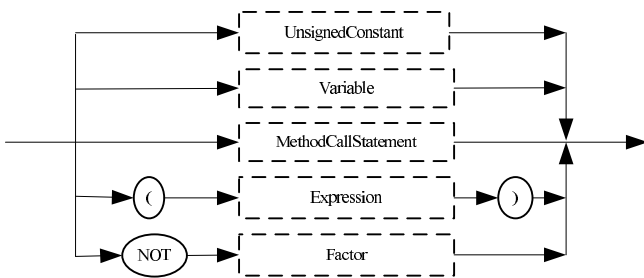 UnsignedConstant
Variable
MethodCallStatement
( Expression )
NOT Factor